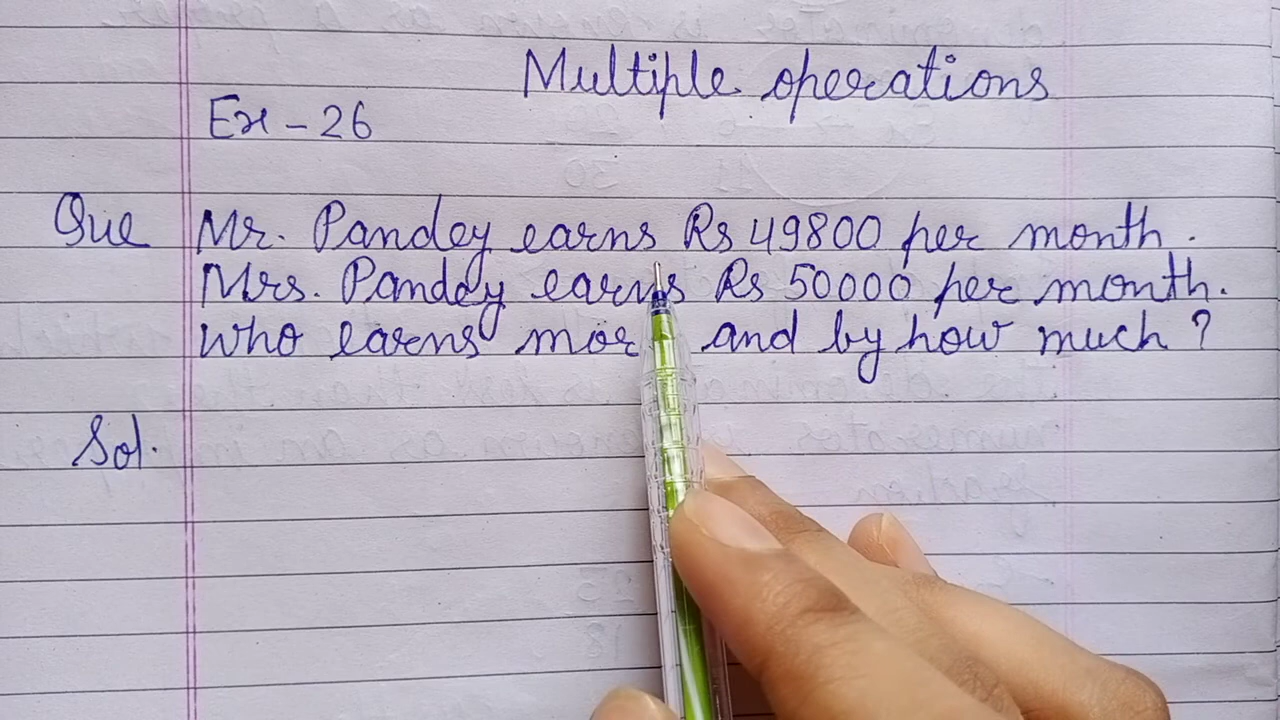 Multiple operations
Ex - 26
Que Mr. Pandey earns Rs 49800 per month.
Mrs. Pandey earns Rs 50000 per month.
Who earns mor and by how much ?
Sol.